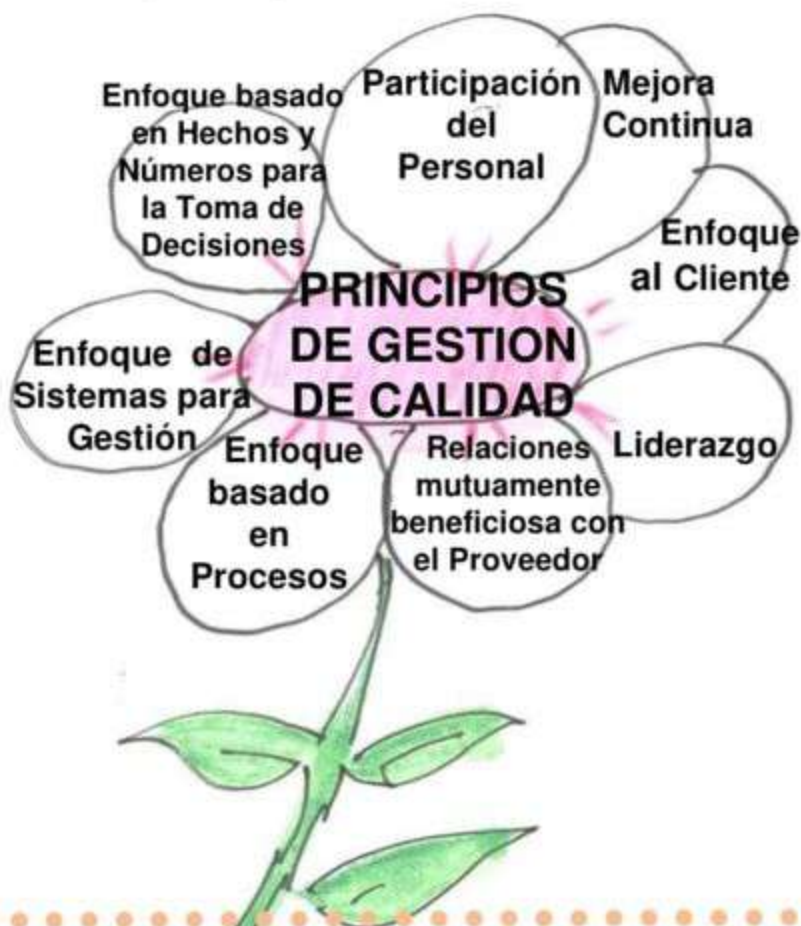 Enfoque basado
en Hechos y
Números para
la Toma de
Decisiones
Participación
del
Personal
Mejora
Continua
Enfoque
al Cliente
PRINCIPIOS
DE GESTION
DE CALIDAD
Enfoque de
Sistemas para
Gestión
Enfoque
basado
en
Procesos
Relaciones
mutuamente
beneficiosa con
el Proveedor
Liderazgo